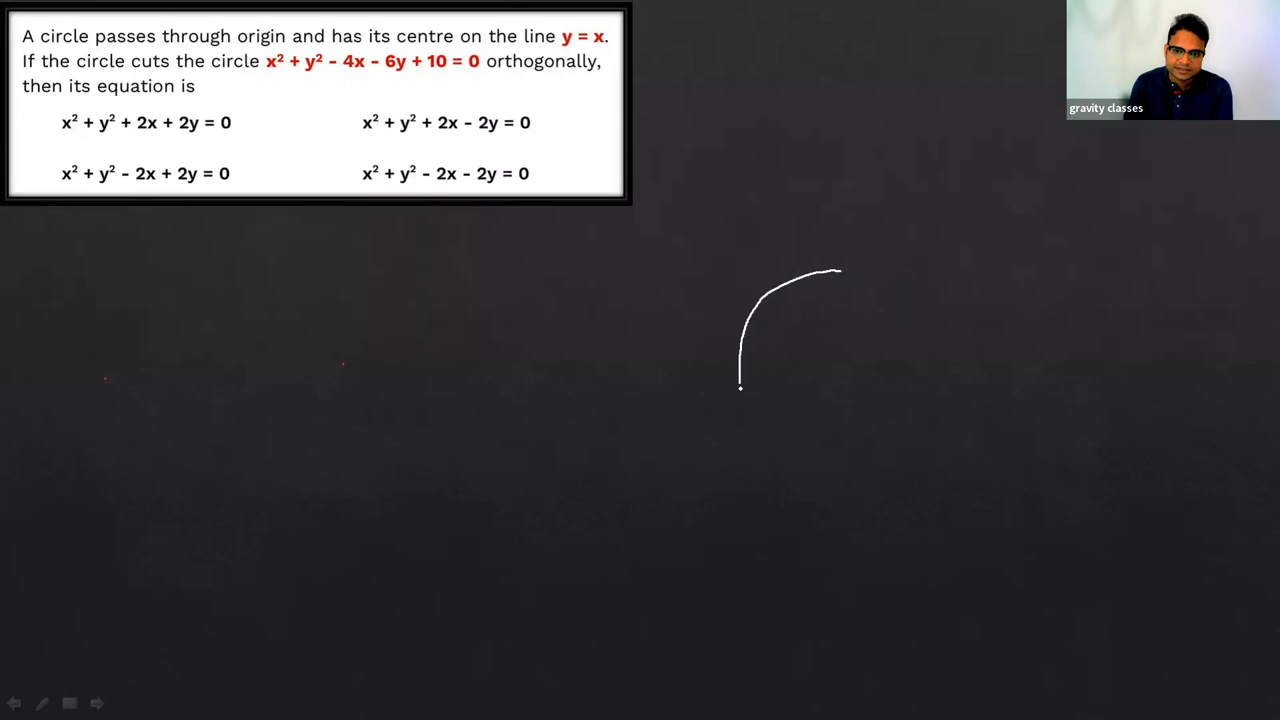 A circle passes through origin and has its centre on the line y = x.
If the circle cuts the circle x² + y² - 4x - 6y + 10 = 0 orthogonally,
then its equation is
x² + y² + 2x + 2y = 0
x² + y² + 2x - 2y = 0
x² + y² - 2x + 2y = 0
x² + y² - 2x - 2y = 0
gravity classes